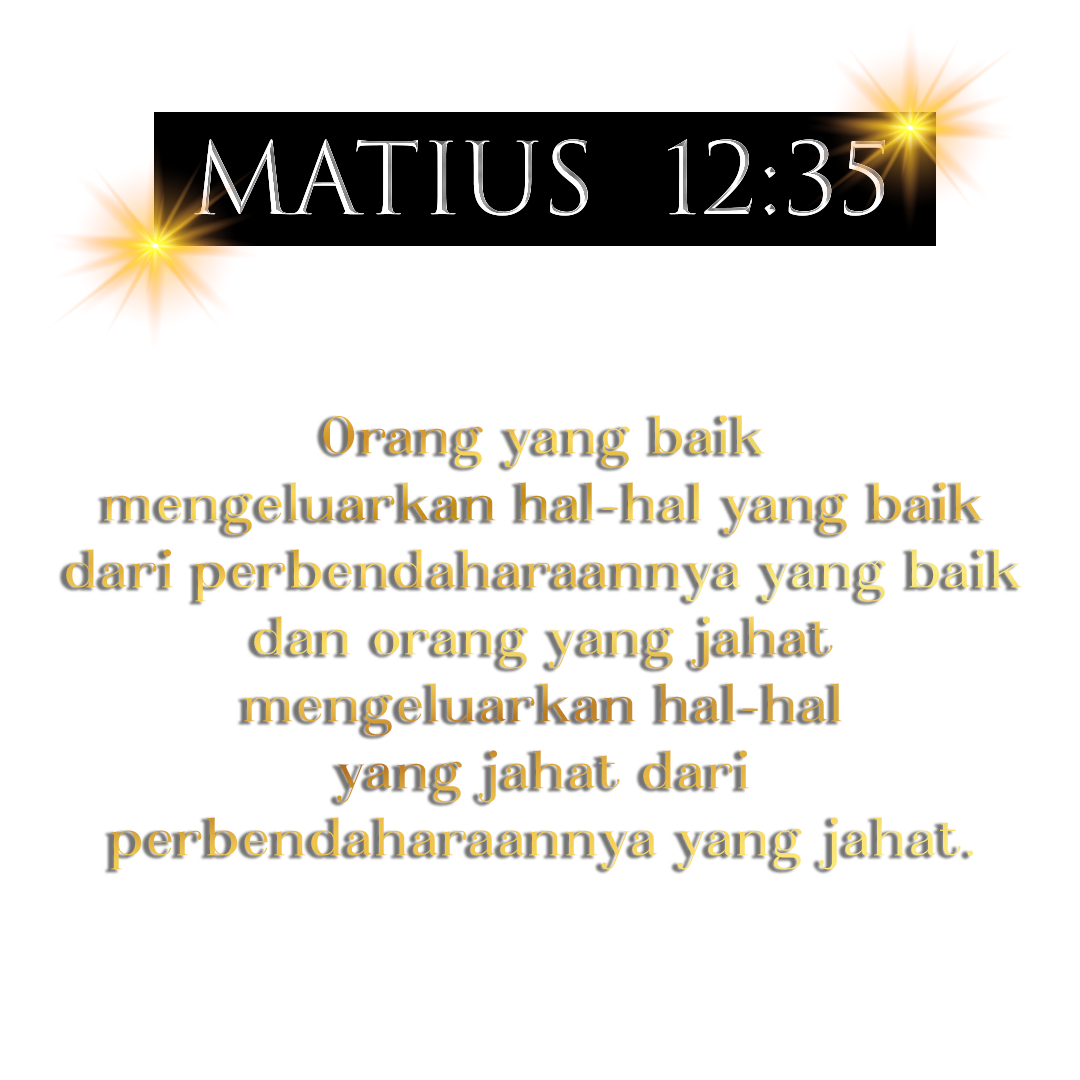 MATIUS 12:35
Orang yang baik
mengeluarkan hal-hal yang baik
dari perbendaharaannya yang baik
dan orang yang jahat
mengeluarkan hal-hal
yang jahat dari
perbendaharaannya yang jahat.